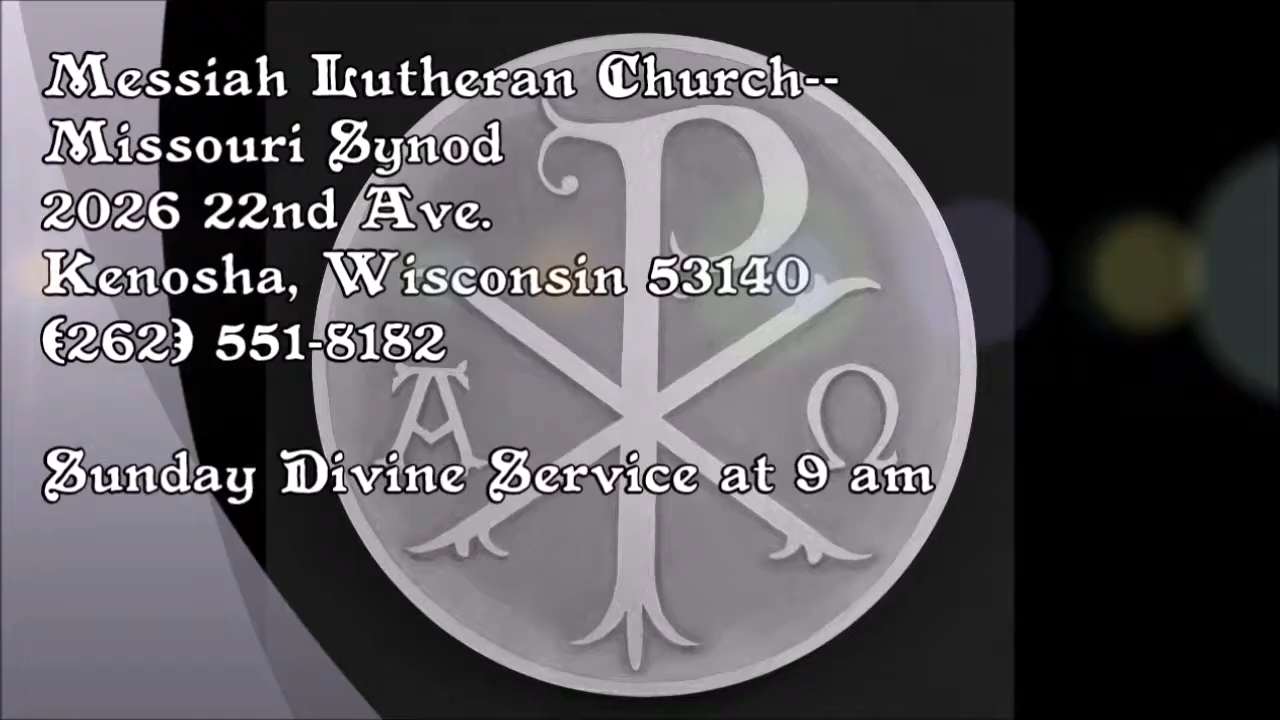 Messiah Lutheran Church--
Missouri Synod
2026 22nd Ave.
Kenosha, Wisconsin 53140
(262) 551-8182
Α Ω
Sunday Divine Service at 9 am